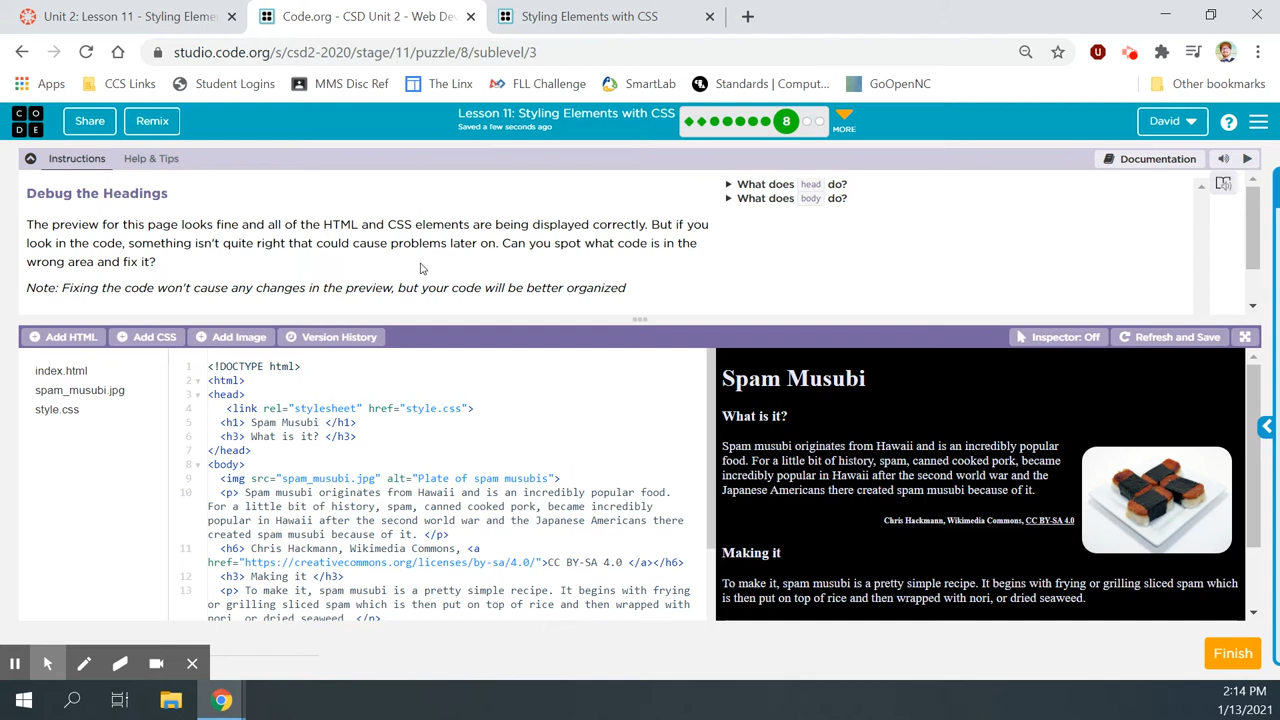 Unit 2: Lesson 11 - Styling Eleme
Code.org - CSD Unit 2 - Web De
Styling Elements with CSS
studio.code.org/s/csd2-2020/stage/11/puzzle/8/sublevel/3
Apps CCS Links Student Logins MMS Disc Ref The Linx FLL Challenge SmartLab Standards | Comput... GoOpenNC Other bookmarks
C O D E
Share
Remix
Lesson 11: Styling Elements with CSS
Saved a few seconds ago
8
MORE
David
Instructions
Help & Tips
Documentation
Debug the Headings
The preview for this page looks fine and all of the HTML and CSS elements are being displayed correctly. But if you
look in the code, something isn't quite right that could cause problems later on. Can you spot what code is in the
wrong area and fix it?
Note: Fixing the code won't cause any changes in the preview, but your code will be better organized
What does head do?
What does body do?
Add HTML
Add CSS
Add Image
Version History
Inspector: Off
Refresh and Save
index.html
spam_musubi.jpg
style.css
1 <!DOCTYPE html>
2 <html>
3 <head>
4 <link rel="stylesheet" href="style.css">
5 <h1> Spam Musubi </h1>
6 <h3> What is it? </h3>
7 </head>
8 <body>
9 <img src="spam_musubi.jpg" alt="Plate of spam musubis">
10 <p> Spam musubi originates from Hawaii and is an incredibly popular food.
For a little bit of history, spam, canned cooked pork, became incredibly
popular in Hawaii after the second world war and the Japanese Americans there
created spam musubi because of it. </p>
11 <h6> Chris Hackmann, Wikimedia Commons, <a
href="https://creativecommons.org/licenses/by-sa/4.0/">CC BY-SA 4.0 </a></h6>
12 <h3> Making it </h3>
13 <p> To make it, spam musubi is a pretty simple recipe. It begins with frying
or grilling sliced spam which is then put on top of rice and then wrapped with
nori, or dried seaweed. </p>
Spam Musubi
What is it?
Spam musubi originates from Hawaii and is an incredibly popular
food. For a little bit of history, spam, canned cooked pork, became
incredibly popular in Hawaii after the second world war and the
Japanese Americans there created spam musubi because of it.
Chris Hackmann, Wikimedia Commons, CC BY-SA 4.0
Making it
To make it, spam musubi is a pretty simple recipe. It begins with frying or grilling sliced spam which
is then put on top of rice and then wrapped with nori, or dried seaweed.
Finish
2:14 PM
1/13/2021